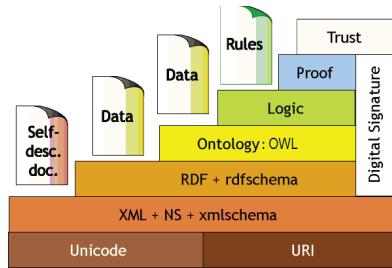 Rules
Trust
Data
Proof
Data
Logic
Digital Signature
Self-
desc.
doc.
Ontology: OWL
RDF + rdfschema
XML + NS + xmlschema
Unicode
URI